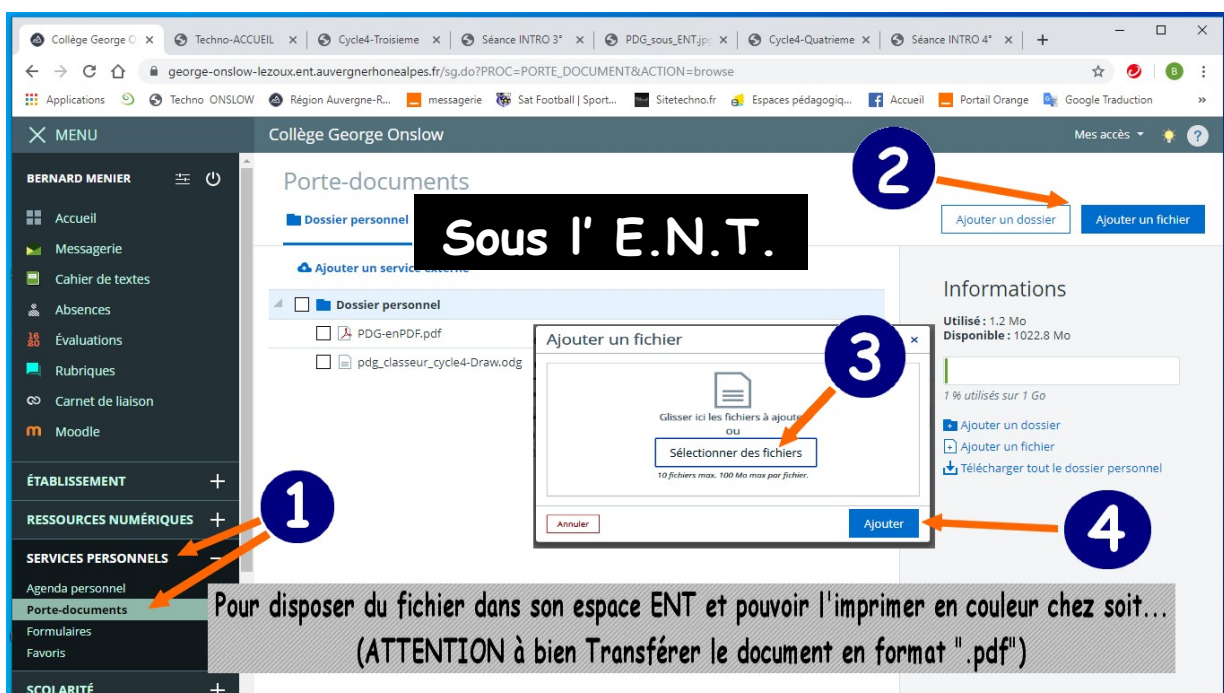 Collège George O
Techno-ACCUEIL
Cycle4-Troisieme
Séance INTRO 3°
PDG_sous_ENT.jp
Cycle4-Quatrieme
Séance INTRO 4°
george-onslow-lezoux.ent.auvergnerhonealpes.fr/sg.do?PROC=PORTE_DOCUMENT&ACTION=browse
B
Applications
Techno ONSLOW
Région Auvergne-R...
messagerie
Sat Football | Sport...
Sitetechno.fr
Espaces pédagogiq...
Accueil
Portail Orange
Google Traduction
»
MENU
Collège George Onslow
Mes accès
?
BERNARD MENIER
Accueil
Messagerie
Cahier de textes
Absences
Évaluations
Rubriques
Carnet de liaison
Moodle
ÉTABLISSEMENT
RESSOURCES NUMÉRIQUES
SERVICES PERSONNELS
Agenda personnel
Porte-documents
Formulaires
Favoris
SCOLARITÉ
1
Porte-documents
Dossier personnel
Sous l' E.N.T.
2
Ajouter un dossier
Ajouter un fichier
Ajouter un service externe
Dossier personnel
PDG-enPDF.pdf
pdg_classeur_cycle4-Draw.odg
Ajouter un fichier
3
Glisser ici les fichiers à ajoute
ou
Sélectionner des fichiers
10 fichiers max. 100 Mo max par fichier.
Annuler
Ajouter
4
Informations
Utilisé : 1.2 Mo
Disponible : 1022.8 Mo
1 % utilisés sur 1 Go
Ajouter un dossier
Ajouter un fichier
Télécharger tout le dossier personnel
Pour disposer du fichier dans son espace ENT et pouvoir l'imprimer en couleur chez soit...
(ATTENTION à bien Transférer le document en format ".pdf")